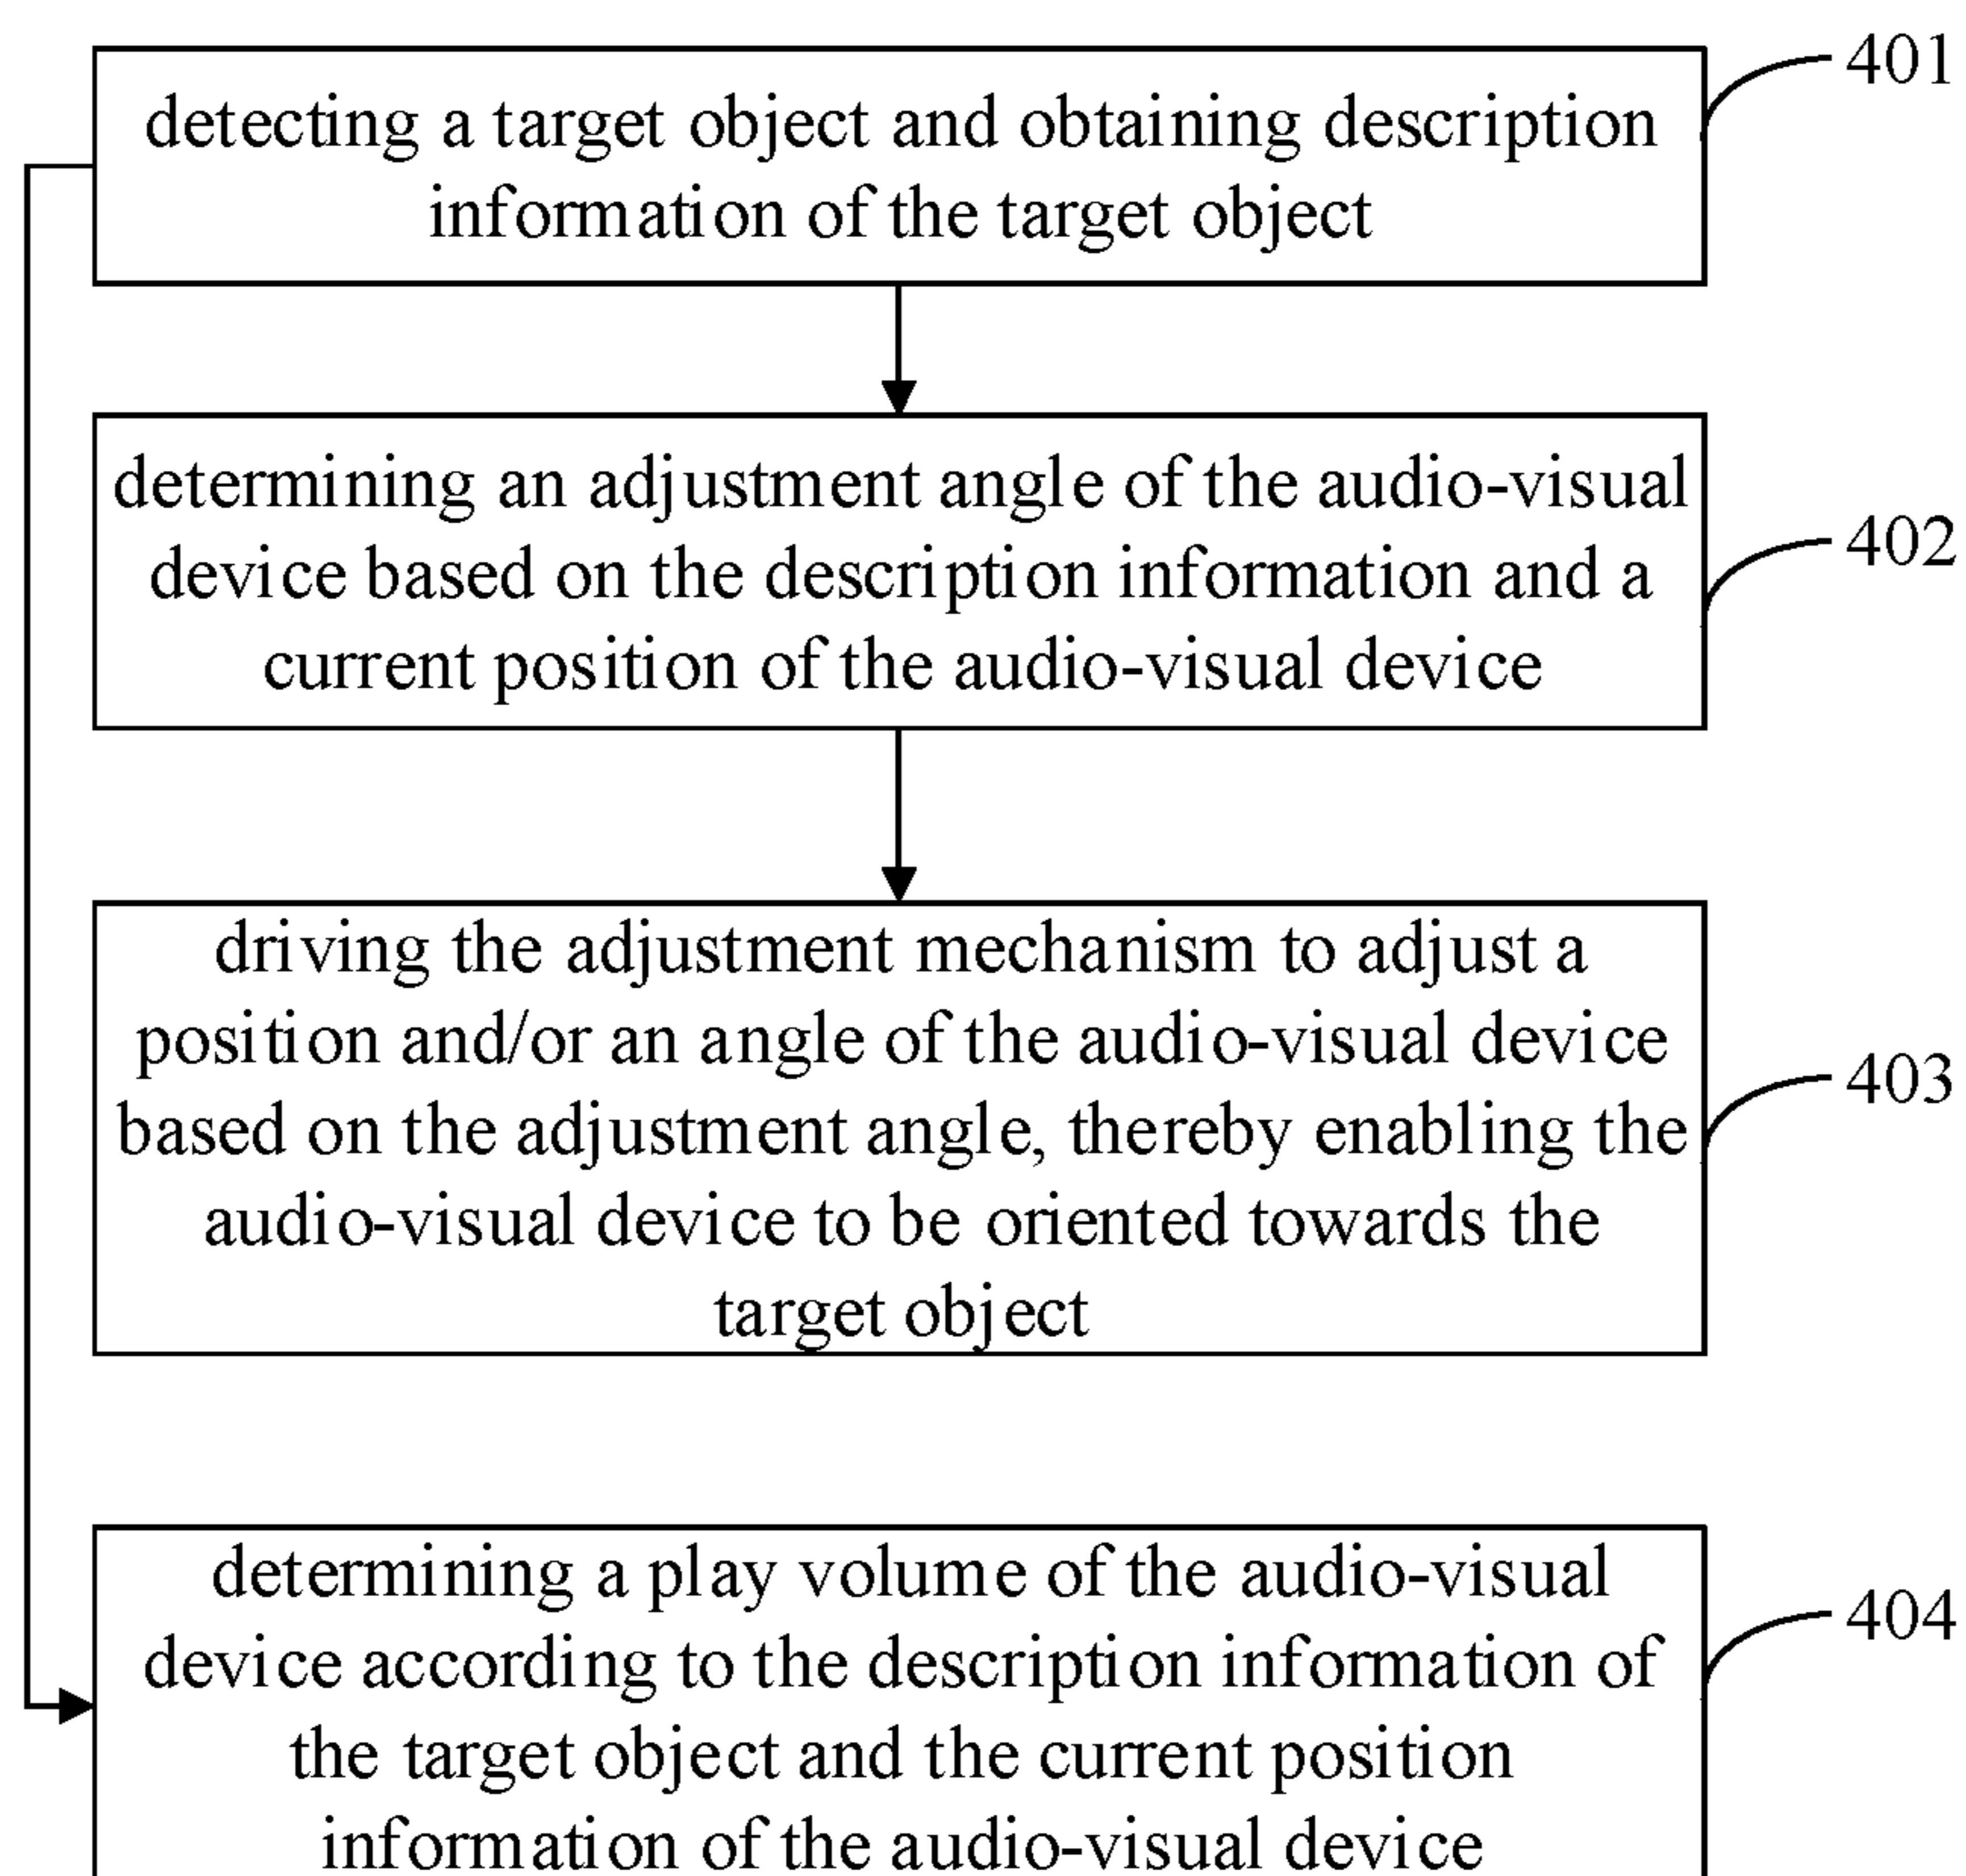 401
detecting a target object and obtaining description
information of the target object
determining an adjustment angle of the audio-visual
device based on the description information and a
current position of the audio-visual device
402
driving the adjustment mechanism to adjust a
position and/or an angle of the audio-visual device
based on the adjustment angle, thereby enabling the
audio-visual device to be oriented towards the
target object
403
determining a play volume of the audio-visual
device according to the description information of
the target object and the current position
information of the audio-visual device
404